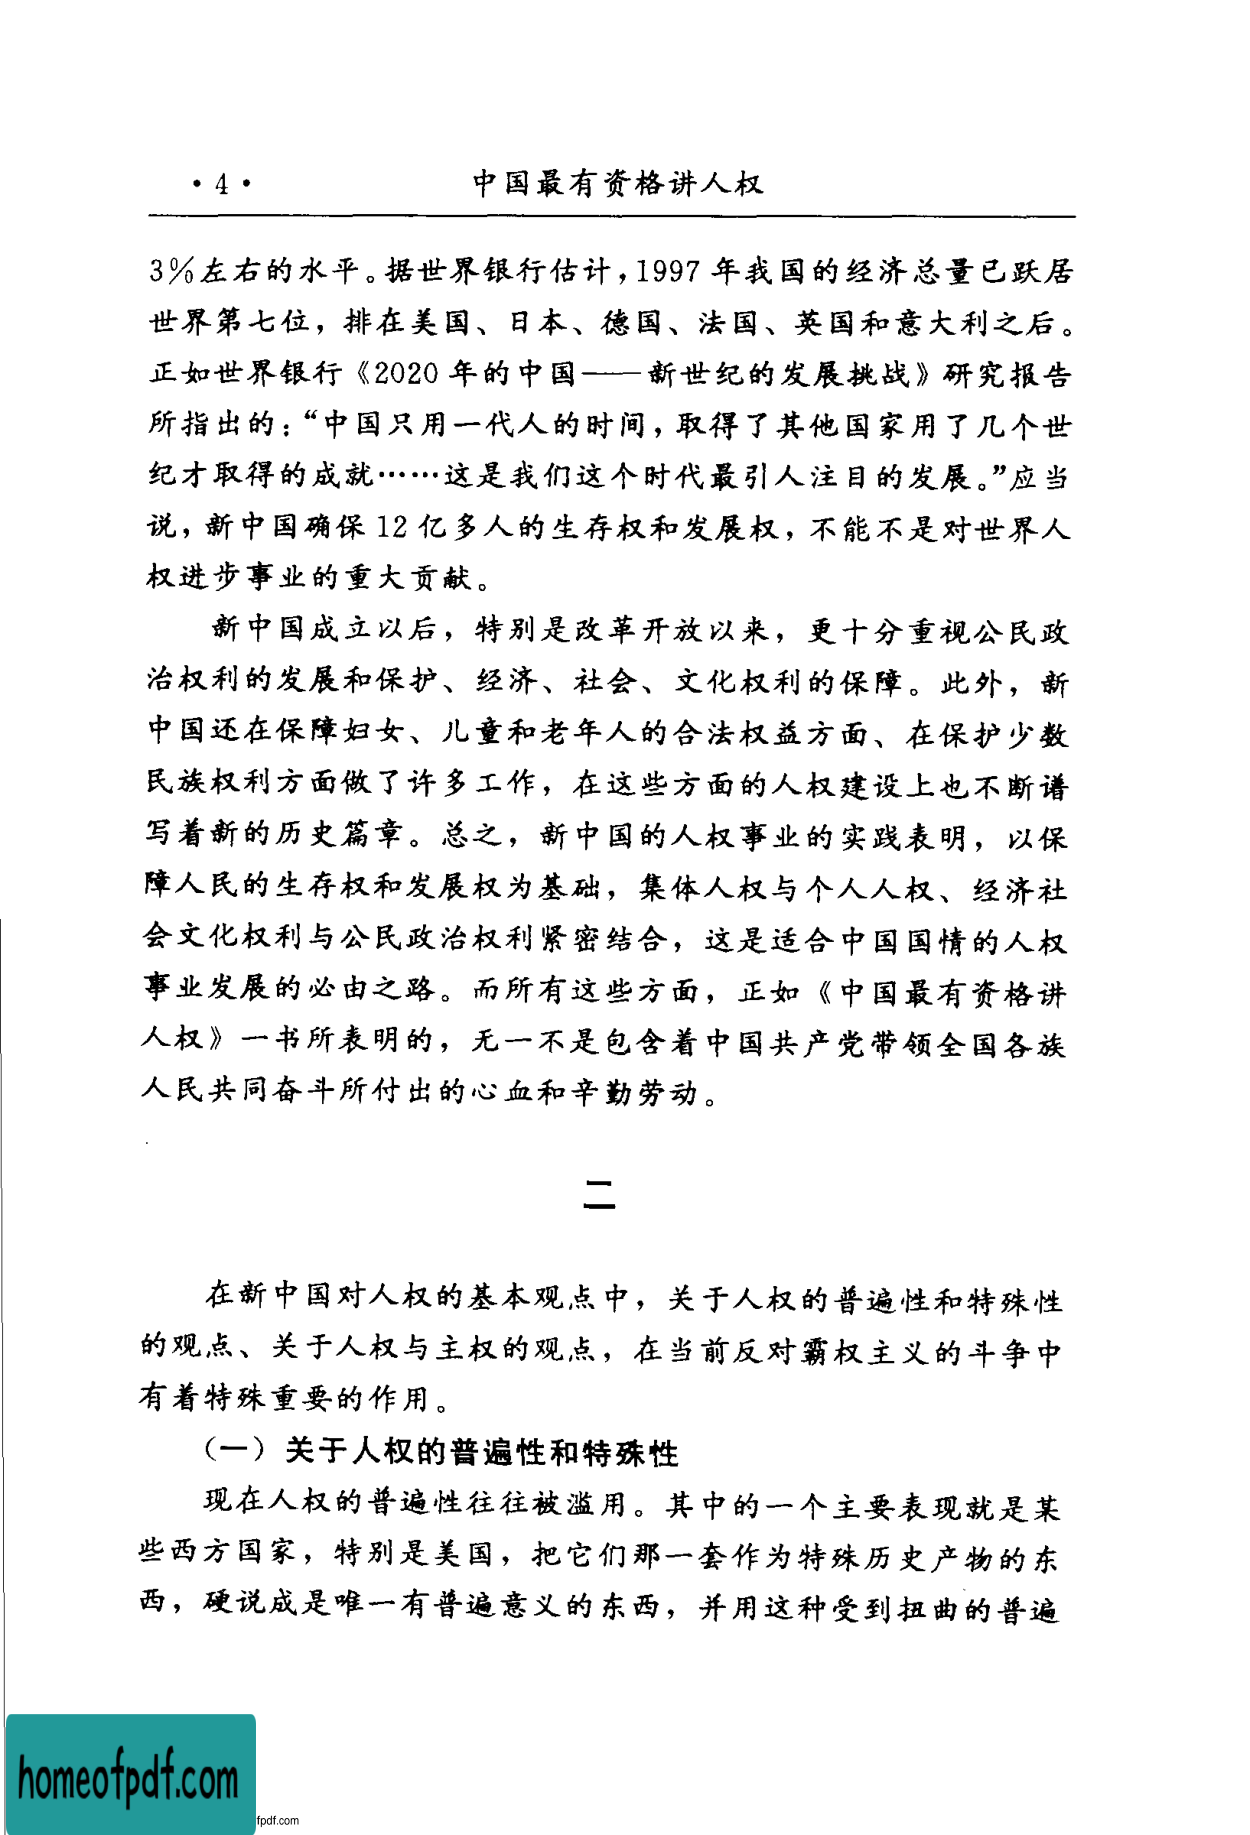 ·4· 中国最有资格讲人权
3%左右的水平。据世界银行估计，1997年我国的经济总量已跃居
世界第七位，排在美国、日本、德国、法国、英国和意大利之后。
正如世界银行《2020年的中国——新世纪的发展挑战》研究报告
所指出的：“中国只用一代人的时间，取得了其他国家用了几个世
纪才取得的成就……这是我们这个时代最引人注目的发展。”应当
说，新中国确保12亿多人的生存权和发展权，不能不是对世界人
权进步事业的重大贡献。
新中国成立以后，特别是改革开放以来，更十分重视公民政
治权利的发展和保护、经济、社会、文化权利的保障。此外，新
中国还在保障妇女、儿童和老年人的合法权益方面、在保护少数
民族权利方面做了许多工作，在这些方面的人权建设上也不断谱
写着新的历史篇章。总之，新中国的人权事业的实践表明，以保
障人民的生存权和发展权为基础，集体人权与个人人权、经济社
会文化权利与公民政治权利紧密结合，这是适合中国国情的人权
事业发展的必由之路。而所有这些方面，正如《中国最有资格讲
人权》一书所表明的，无一不是包含着中国共产党带领全国各族
人民共同奋斗所付出的心血和辛勤劳动。
二
在新中国对人权的基本观点中，关于人权的普遍性和特殊性
的观点、关于人权与主权的观点，在当前反对霸权主义的斗争中
有着特殊重要的作用。
（一）关于人权的普遍性和特殊性
现在人权的普遍性往往被滥用。其中的一个主要表现就是某
些西方国家，特别是美国，把它们那一套作为特殊历史产物的东
西，硬说成是唯一有普遍意义的东西，并用这种受到扭曲的普遍
homeofpdf.com
fpdf.com